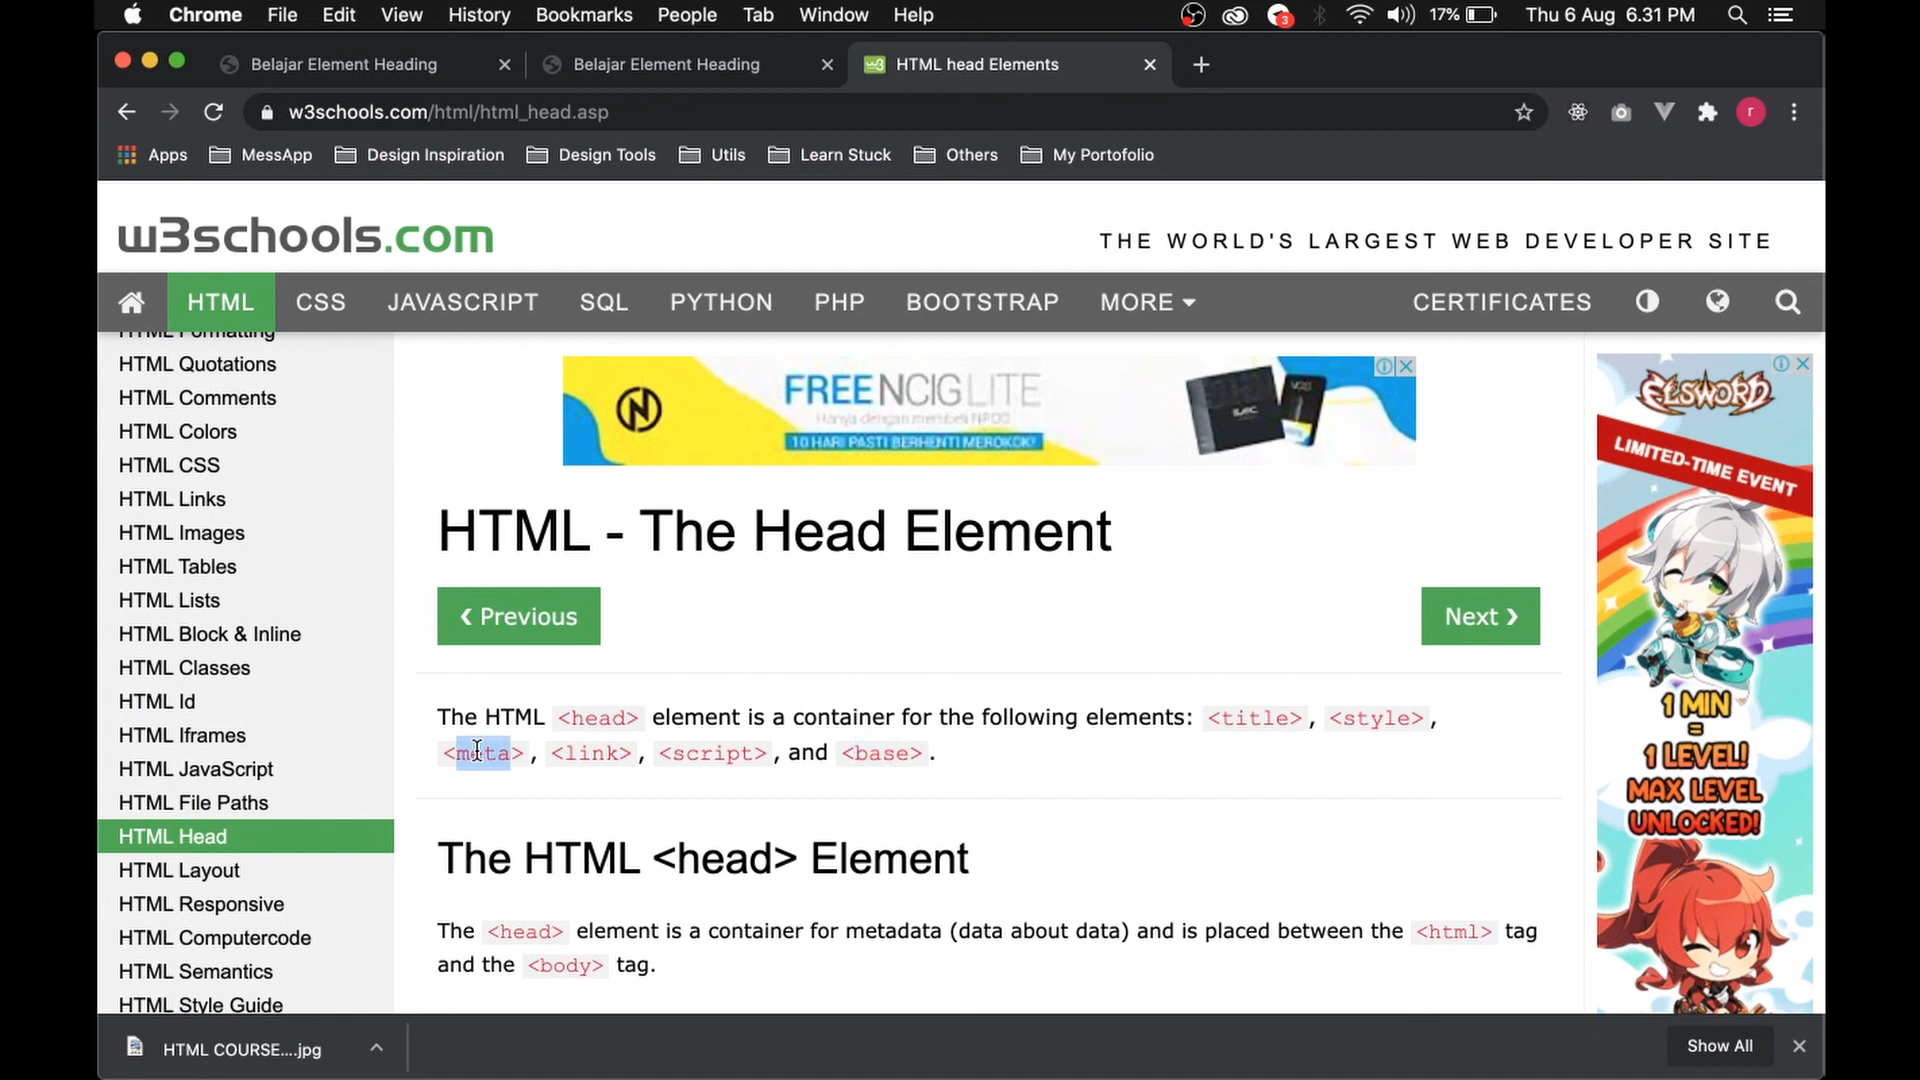 Chrome File Edit View History Bookmarks People Tab Window Help 3 17% Thu 6 Aug 6.31 PM
Belajar Element Heading Belajar Element Heading w3 HTML head Elements
w3schools.com/html/html_head.asp r
Apps MessApp Design Inspiration Design Tools Utils Learn Stuck Others My Portofolio
w3schools.com THE WORLD'S LARGEST WEB DEVELOPER SITE
HTML CSS JAVASCRIPT SQL PYTHON PHP BOOTSTRAP MORE CERTIFICATES
HTML Formatting
HTML Quotations
HTML Comments
HTML Colors
HTML CSS
HTML Links
HTML Images
HTML Tables
HTML Lists
HTML Block & Inline
HTML Classes
HTML Id
HTML Iframes
HTML JavaScript
HTML File Paths
HTML Head
HTML Layout
HTML Responsive
HTML Computercode
HTML Semantics
HTML Style Guide
N FREE NCIG LITE
10 HARI PASTI BERHENTI MEROKOK!
HTML - The Head Element
❮ Previous Next ❯
The HTML <head> element is a container for the following elements: <title>, <style>,
<meta>, <link>, <script>, and <base>.
The HTML <head> Element
The <head> element is a container for metadata (data about data) and is placed between the <html> tag
and the <body> tag.
ELSWORD
LIMITED-TIME EVENT
1 MIN
=
1 LEVEL!
MAX LEVEL
UNLOCKED!
HTML COURSE....jpg Show All